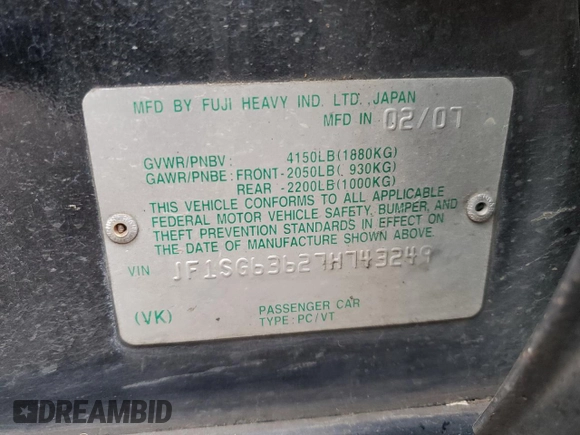 MFD BY FUJI HEAVY IND. LTD. JAPAN
MFD IN 02/07
GVWR/PNBV: 4150LB(1880KG)
GAWR/PNBE: FRONT-2050LB(. 930KG)
REAR -2200LB(1000KG)
THIS VEHICLE CONFORMS TO ALL APPLICABLE
FEDERAL MOTOR VEHICLE SAFETY, BUMPER, AND
THEFT PREVENTION STANDARDS IN EFFECT ON
THE DATE OF MANUFACTURE SHOWN ABOVE.
VIN JF1SG63627H743249
(VK) PASSENGER CAR
TYPE: PC/VT
DREAMBID